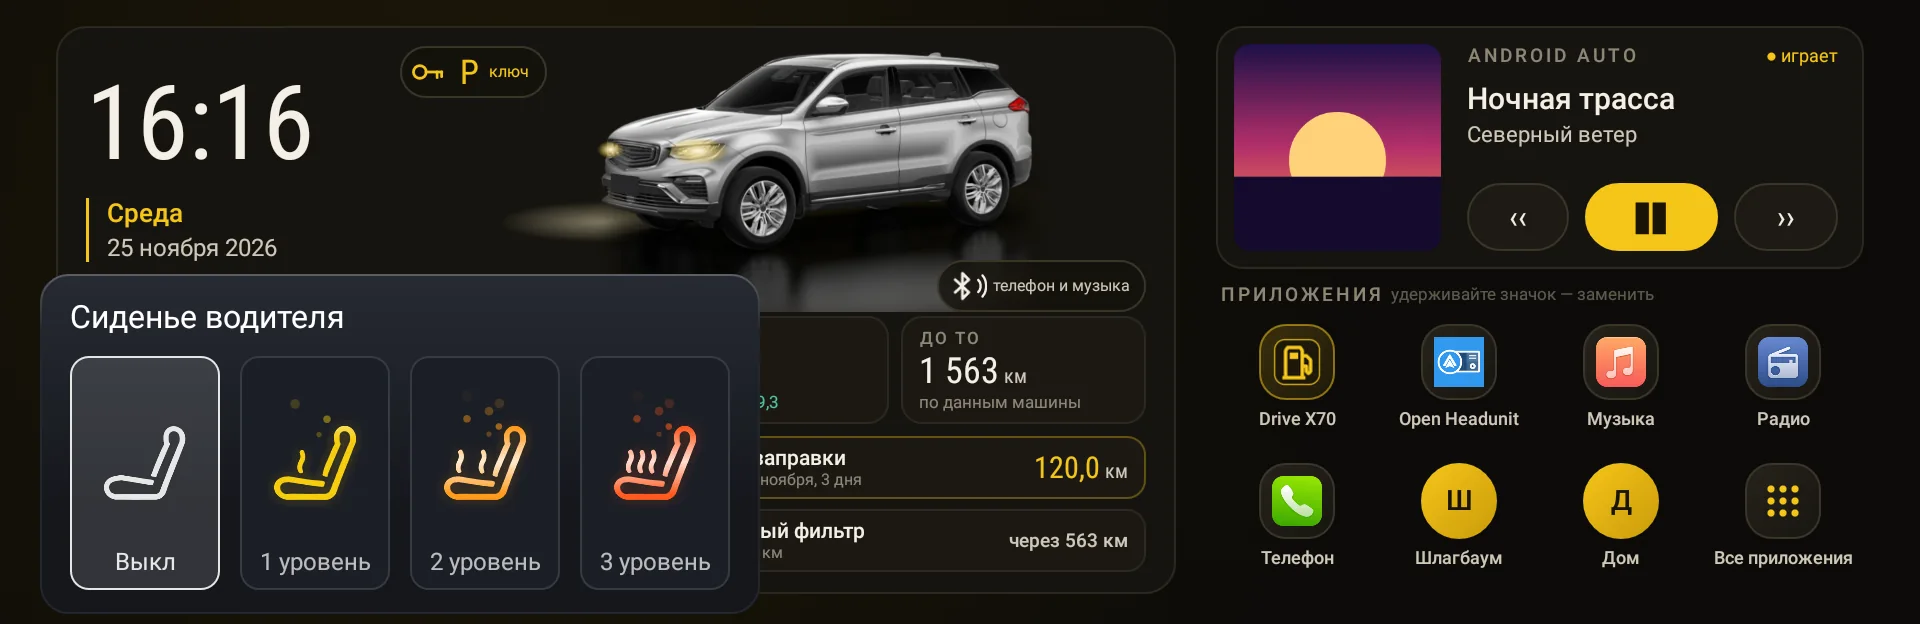 16:16
P ключ
Среда
25 ноября 2026
телефон и музыка
Сиденье водителя
Выкл
1 уровень
2 уровень
3 уровень
9,3
ДО ТО
1 563 км
по данным машины
заправки
ноября, 3 дня
120,0 км
ый фильтр
км
через 563 км
ANDROID AUTO
играет
Ночная трасса
Северный ветер
ПРИЛОЖЕНИЯ удерживайте значок — заменить
Drive X70
Open Headunit
Музыка
Радио
Ш
Д
Телефон
Шлагбаум
Дом
Все приложения